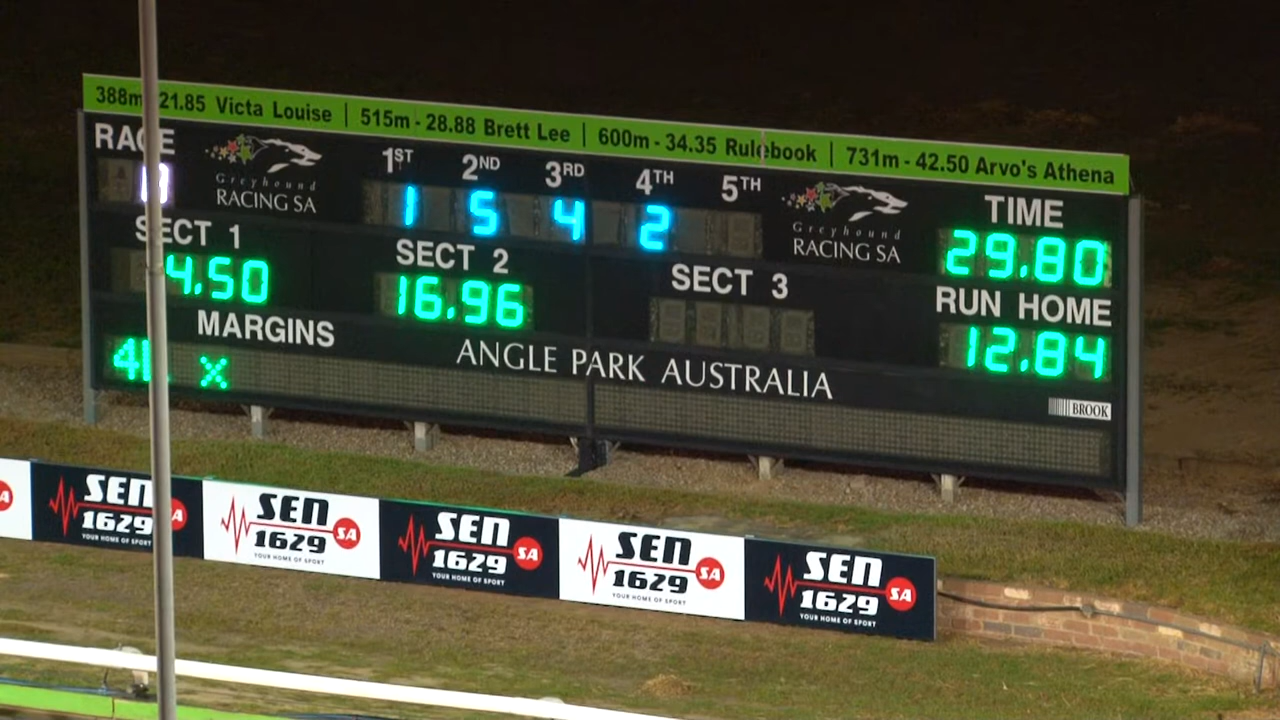 388m 21.85 Victa Louise | 515m - 28.88 Brett Lee | 600m - 34.35 Rulebook | 731m - 42.50 Arvo's Athena
RACE
Greyhound
RACING SA
1ST 2ND 3RD 4TH 5TH
1 5 4 2
Greyhound
RACING SA
TIME
29.80
SECT 1
4.50
SECT 2
16.96
SECT 3
RUN HOME
12.84
MARGINS
ANGLE PARK AUSTRALIA
BROOK
SEN
1629
SA
YOUR HOME OF SPORT
SEN
1629
SA
YOUR HOME OF SPORT
SEN
1629
SA
YOUR HOME OF SPORT
SEN
1629
SA
YOUR HOME OF SPORT
SEN
1629
SA
YOUR HOME OF SPORT